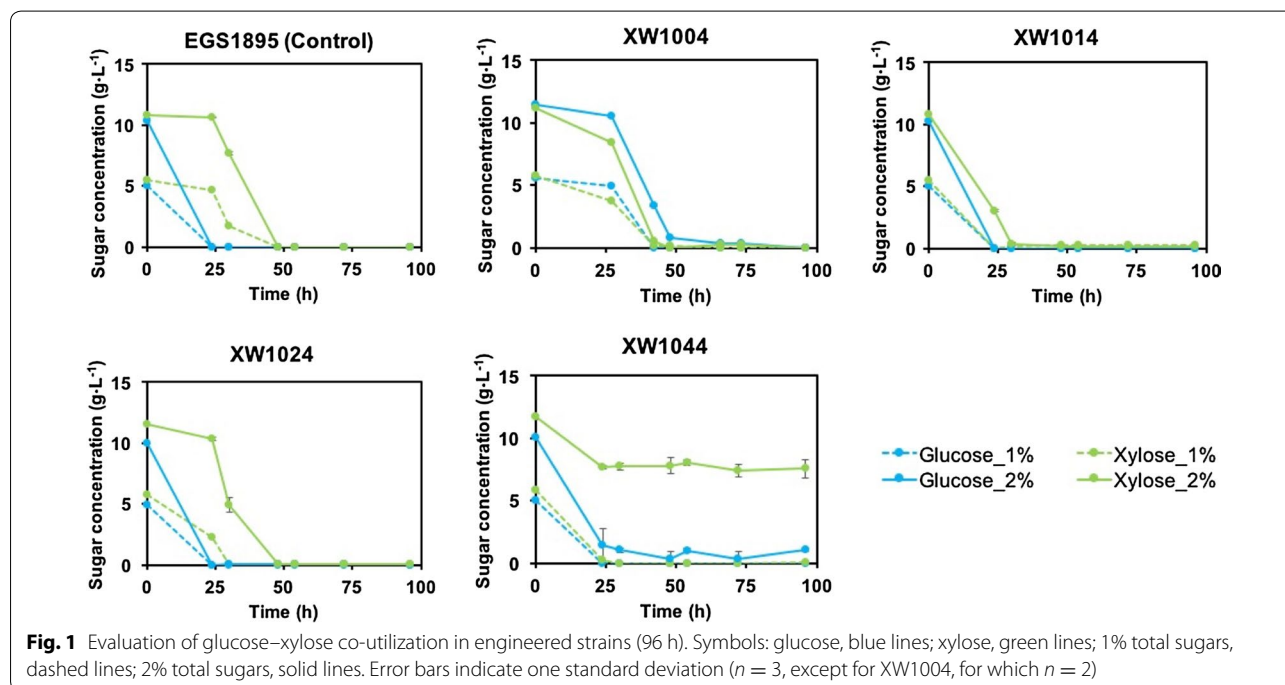 EGS1895 (Control)
Sugar concentration (g·L⁻¹)
15
10
5
0
0 25 50 75 100
Time (h)
XW1004
Sugar concentration (g·L⁻¹)
15
10
5
0
0 25 50 75 100
Time (h)
XW1014
Sugar concentration (g·L⁻¹)
15
10
5
0
0 25 50 75 100
Time (h)
XW1024
Sugar concentration (g·L⁻¹)
15
10
5
0
0 25 50 75 100
Time (h)
XW1044
Sugar concentration (g·L⁻¹)
15
10
5
0
0 25 50 75 100
Time (h)
Glucose_1% Xylose_1%
Glucose_2% Xylose_2%
Fig. 1 Evaluation of glucose–xylose co-utilization in engineered strains (96 h). Symbols: glucose, blue lines; xylose, green lines; 1% total sugars,
dashed lines; 2% total sugars, solid lines. Error bars indicate one standard deviation (n = 3, except for XW1004, for which n = 2)